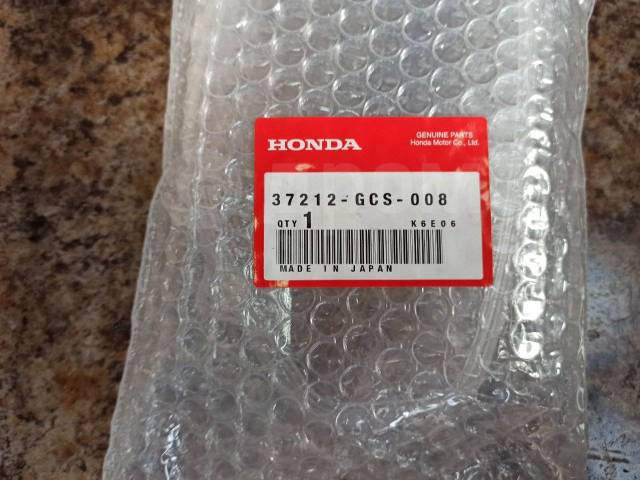 HONDA
GENUINE PARTS
Honda Motor Co., Ltd.
37212-GCS-008
QTY 1
K6E06
MADE IN JAPAN